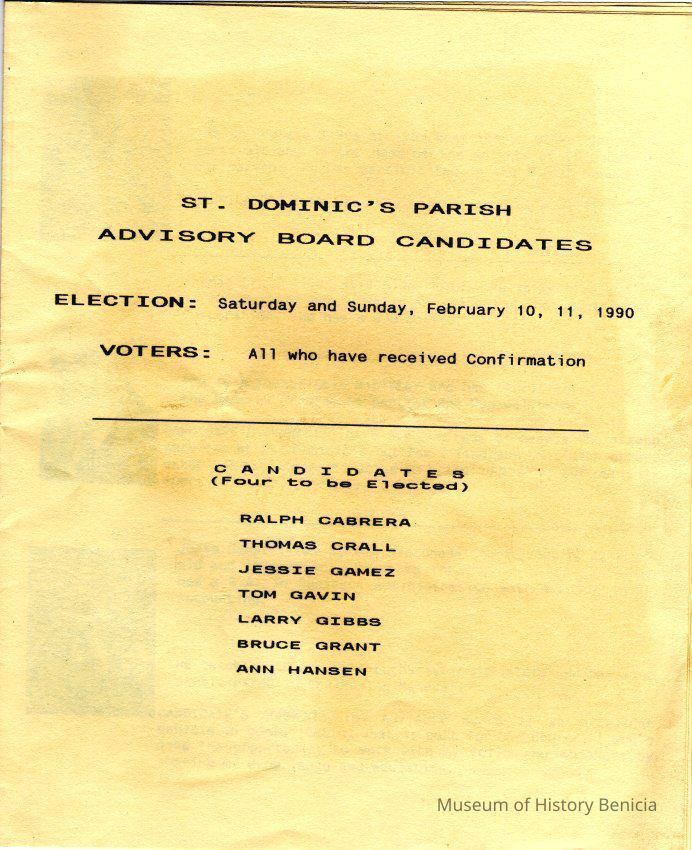 ST. DOMINIC'S PARISH
ADVISORY BOARD CANDIDATES
ELECTION: Saturday and Sunday, February 10, 11, 1990
VOTERS: All who have received Confirmation
C A N D I D A T E S
(Four to be Elected)
RALPH CABRERA
THOMAS CRALL
JESSIE GAMEZ
TOM GAVIN
LARRY GIBBS
BRUCE GRANT
ANN HANSEN
Museum of History Benicia